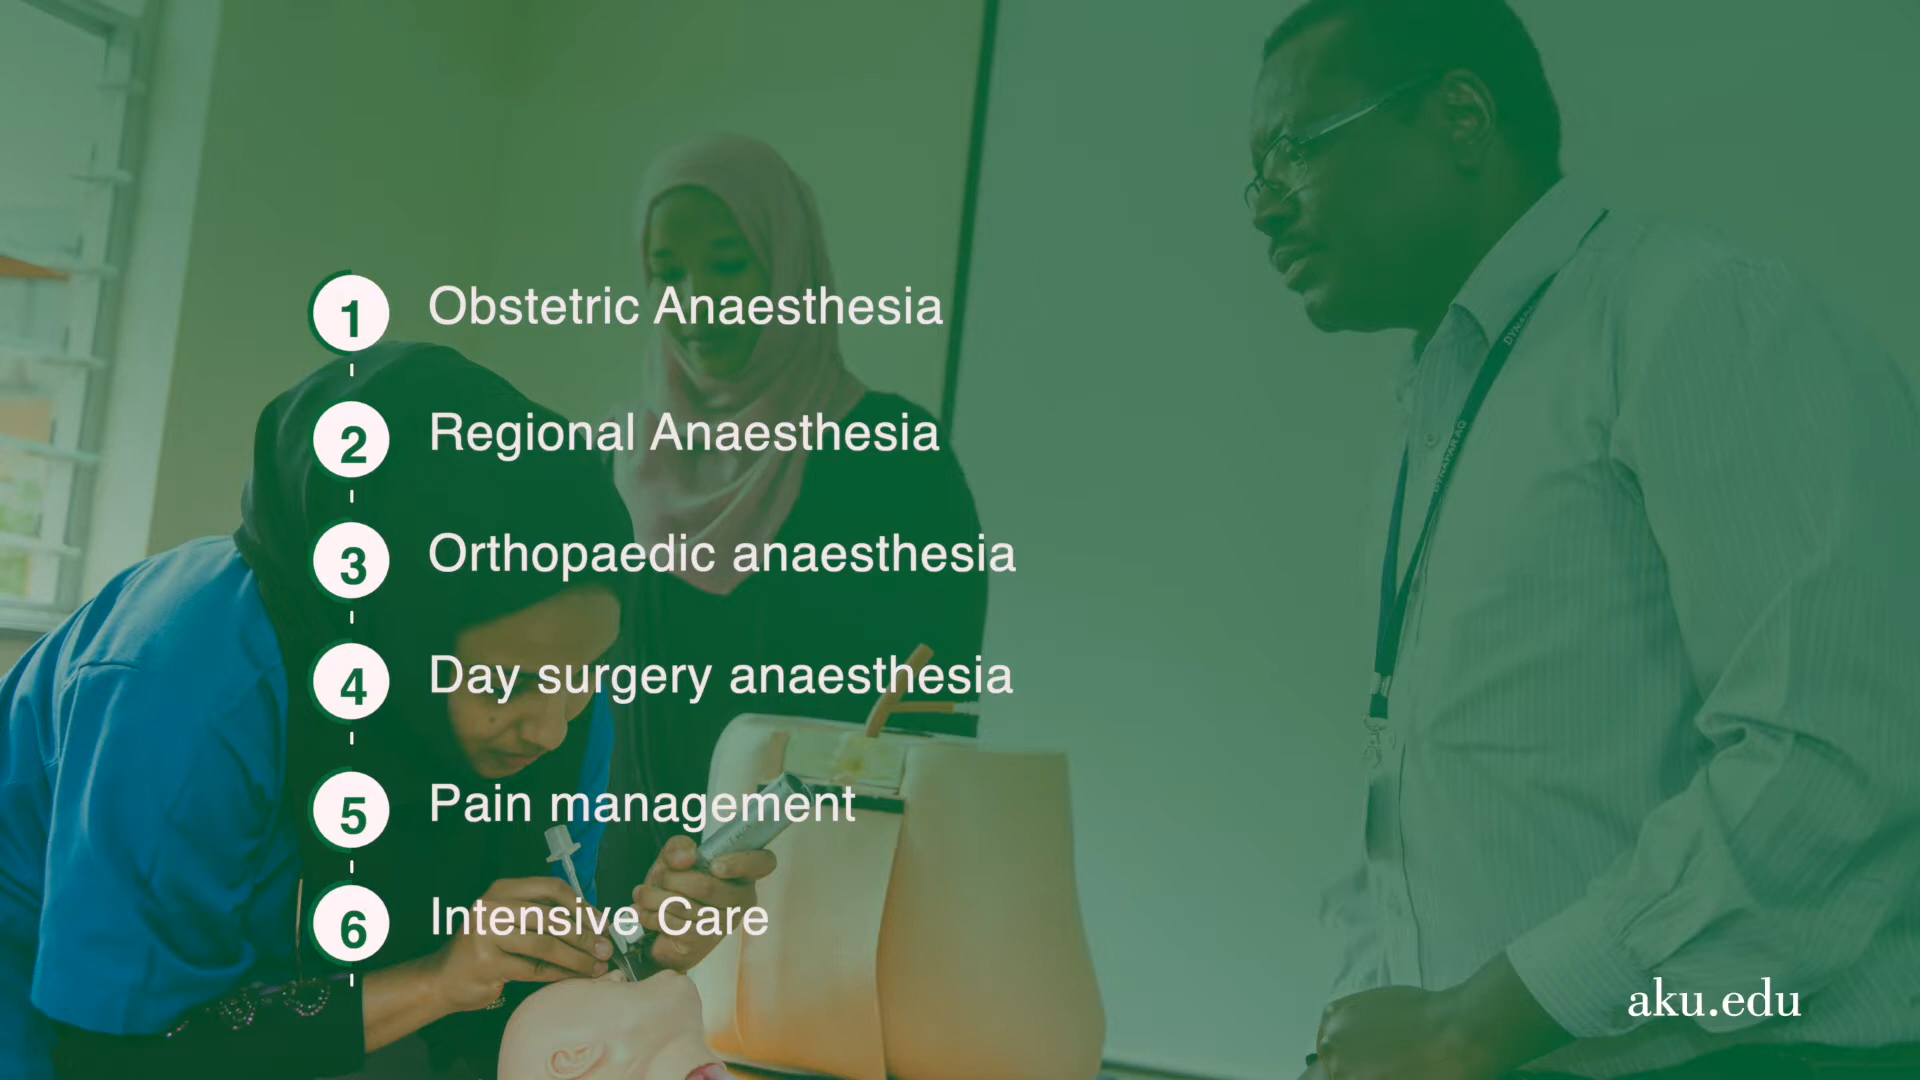 1 Obstetric Anaesthesia
2 Regional Anaesthesia
3 Orthopaedic anaesthesia
4 Day surgery anaesthesia
5 Pain management
6 Intensive Care
aku.edu